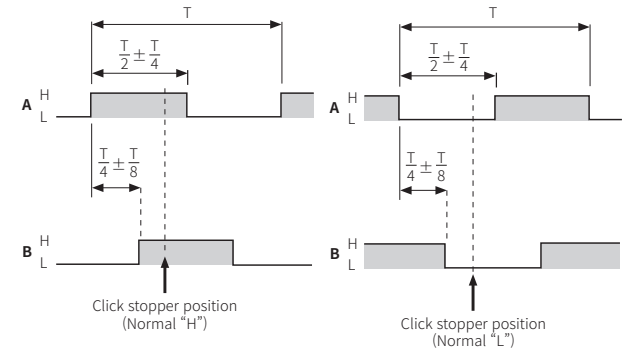 T
T
T/2 ± T/4
T/2 ± T/4
A
H
L
A
H
L
T/4 ± T/8
T/4 ± T/8
B
H
L
B
H
L
Click stopper position
(Normal “H”)
Click stopper position
(Normal “L”)